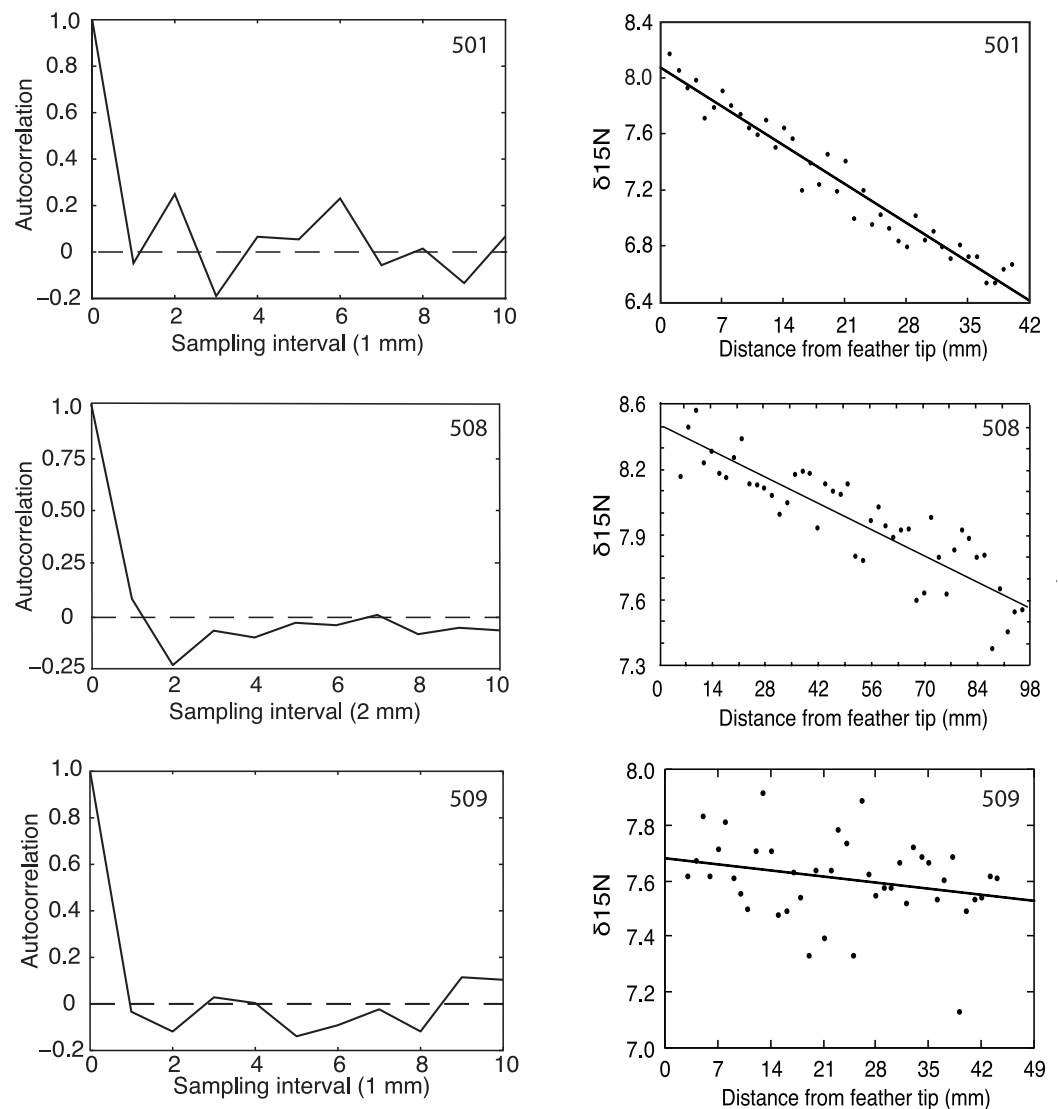 1.0
0.8
0.6
0.4
0.2
0
−0.2
Autocorrelation
501
0 2 4 6 8 10
Sampling interval (1 mm)
8.4
8.0
7.6
7.2
6.8
6.4
δ15N
501
0 7 14 21 28 35 42
Distance from feather tip (mm)
1.0
0.75
0.50
0.25
0
−0.25
Autocorrelation
508
0 2 4 6 8 10
Sampling interval (2 mm)
8.6
8.2
7.9
7.6
7.3
δ15N
508
0 14 28 42 56 70 84 98
Distance from feather tip (mm)
1.0
0.8
0.6
0.4
0.2
0
−0.2
Autocorrelation
509
0 2 4 6 8 10
Sampling interval (1 mm)
8.0
7.8
7.6
7.4
7.2
7.0
δ15N
509
0 7 14 21 28 35 42 49
Distance from feather tip (mm)